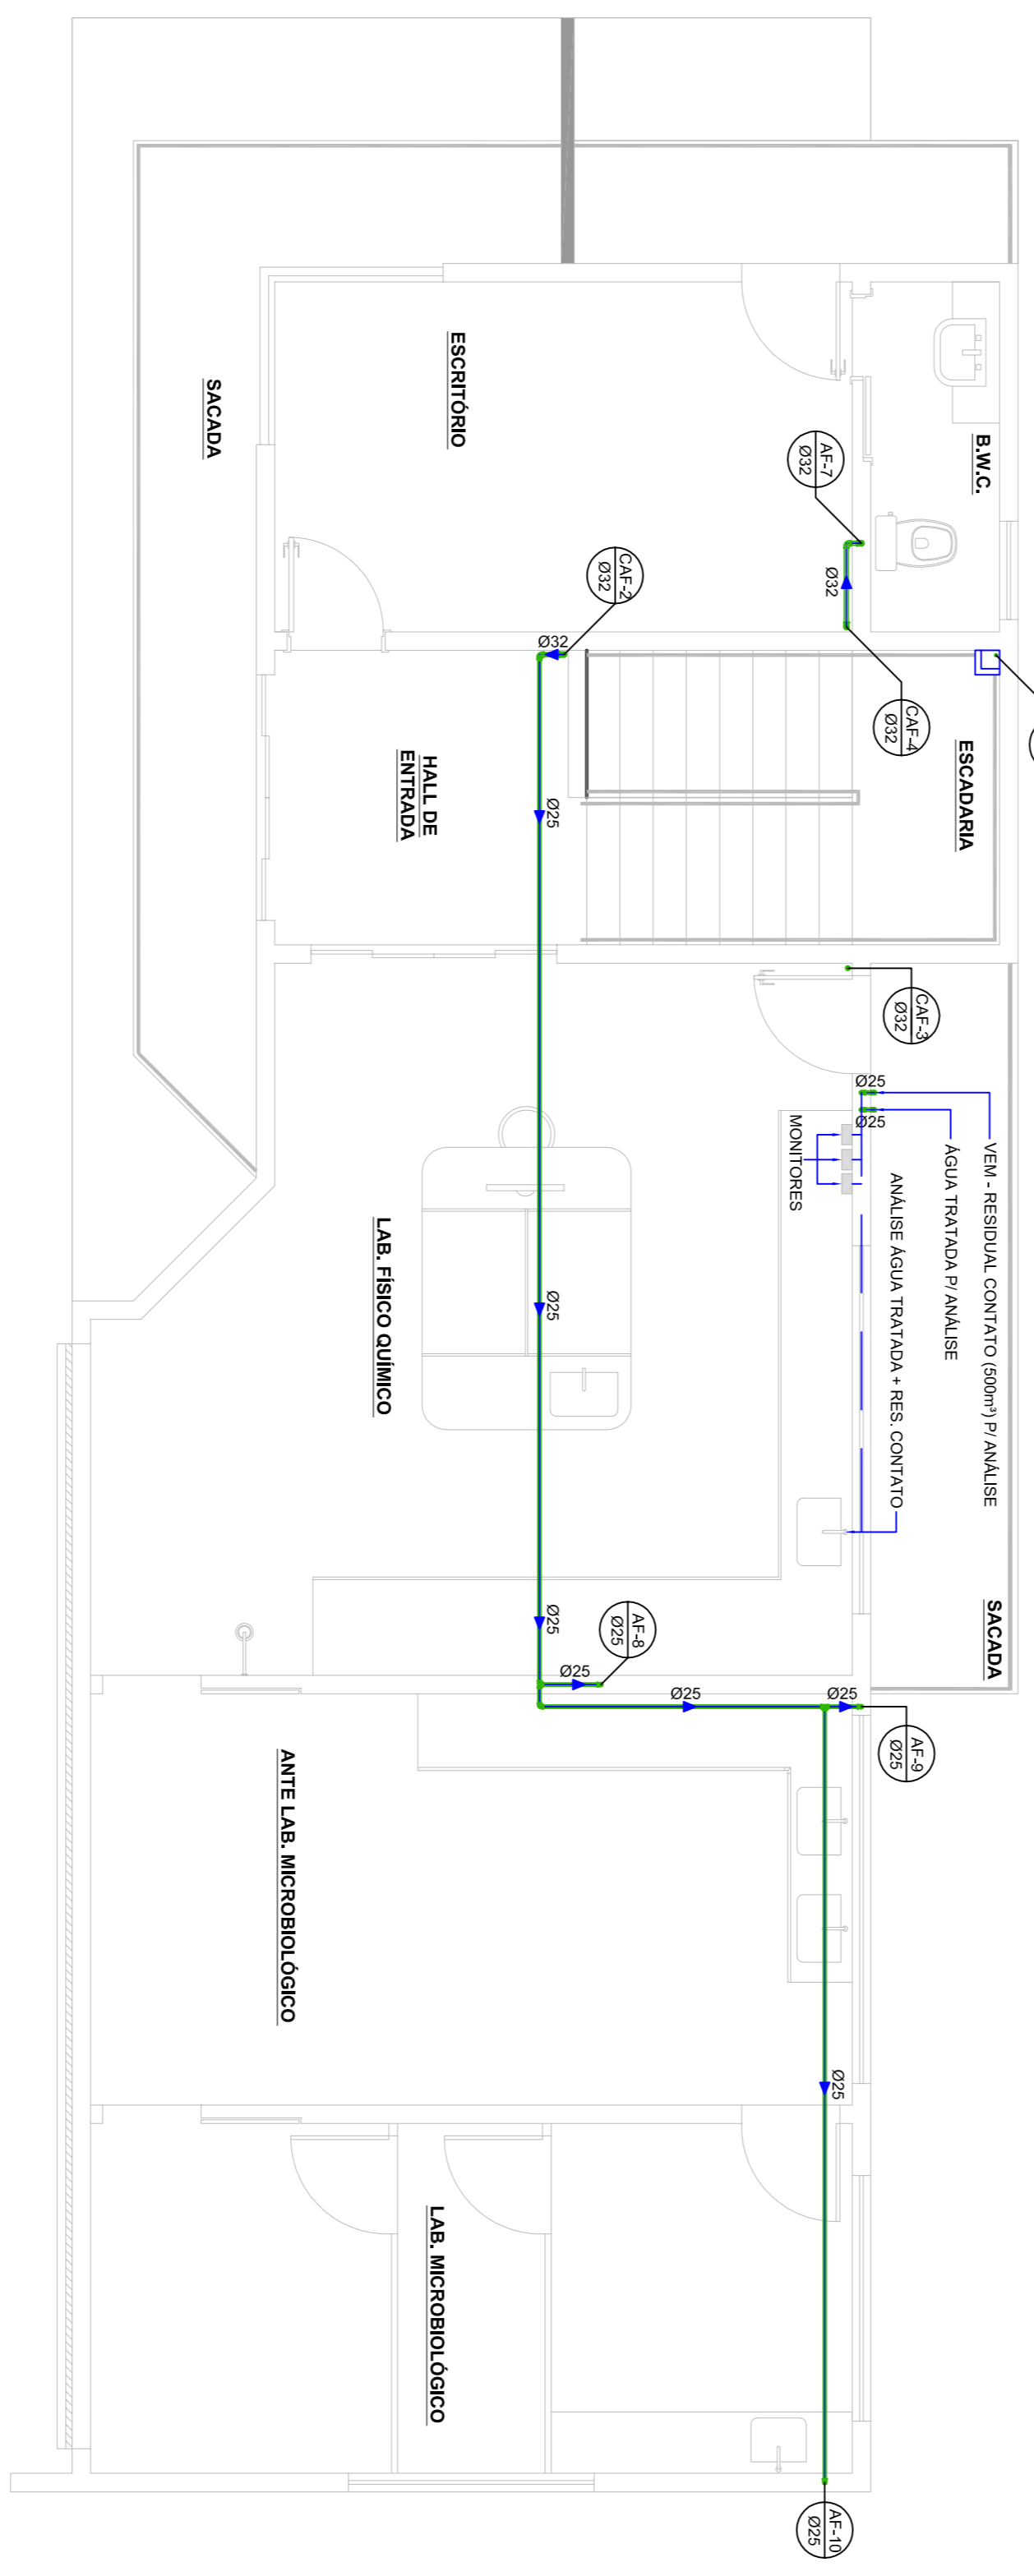 B.W.C.
ESCRITÓRIO
SACADA
AF-7
Ø32
CAF-2
Ø32
Ø32
CAF-4
Ø32
Ø32
ESCADARIA
HALL DE
ENTRADA
Ø25
CAF-3
Ø32
Ø25
Ø25
MONITORES
VEM - RESIDUAL CONTATO (500m³) P/ ANÁLISE
ÁGUA TRATADA P/ ANÁLISE
ANÁLISE ÁGUA TRATADA + RES. CONTATO
LAB. FÍSICO QUÍMICO
Ø25
SACADA
Ø25
AF-8
Ø25
Ø25
Ø25
Ø25
AF-9
Ø25
ANTE LAB. MICROBIOLÓGICO
Ø25
LAB. MICROBIOLÓGICO
AF-10
Ø25